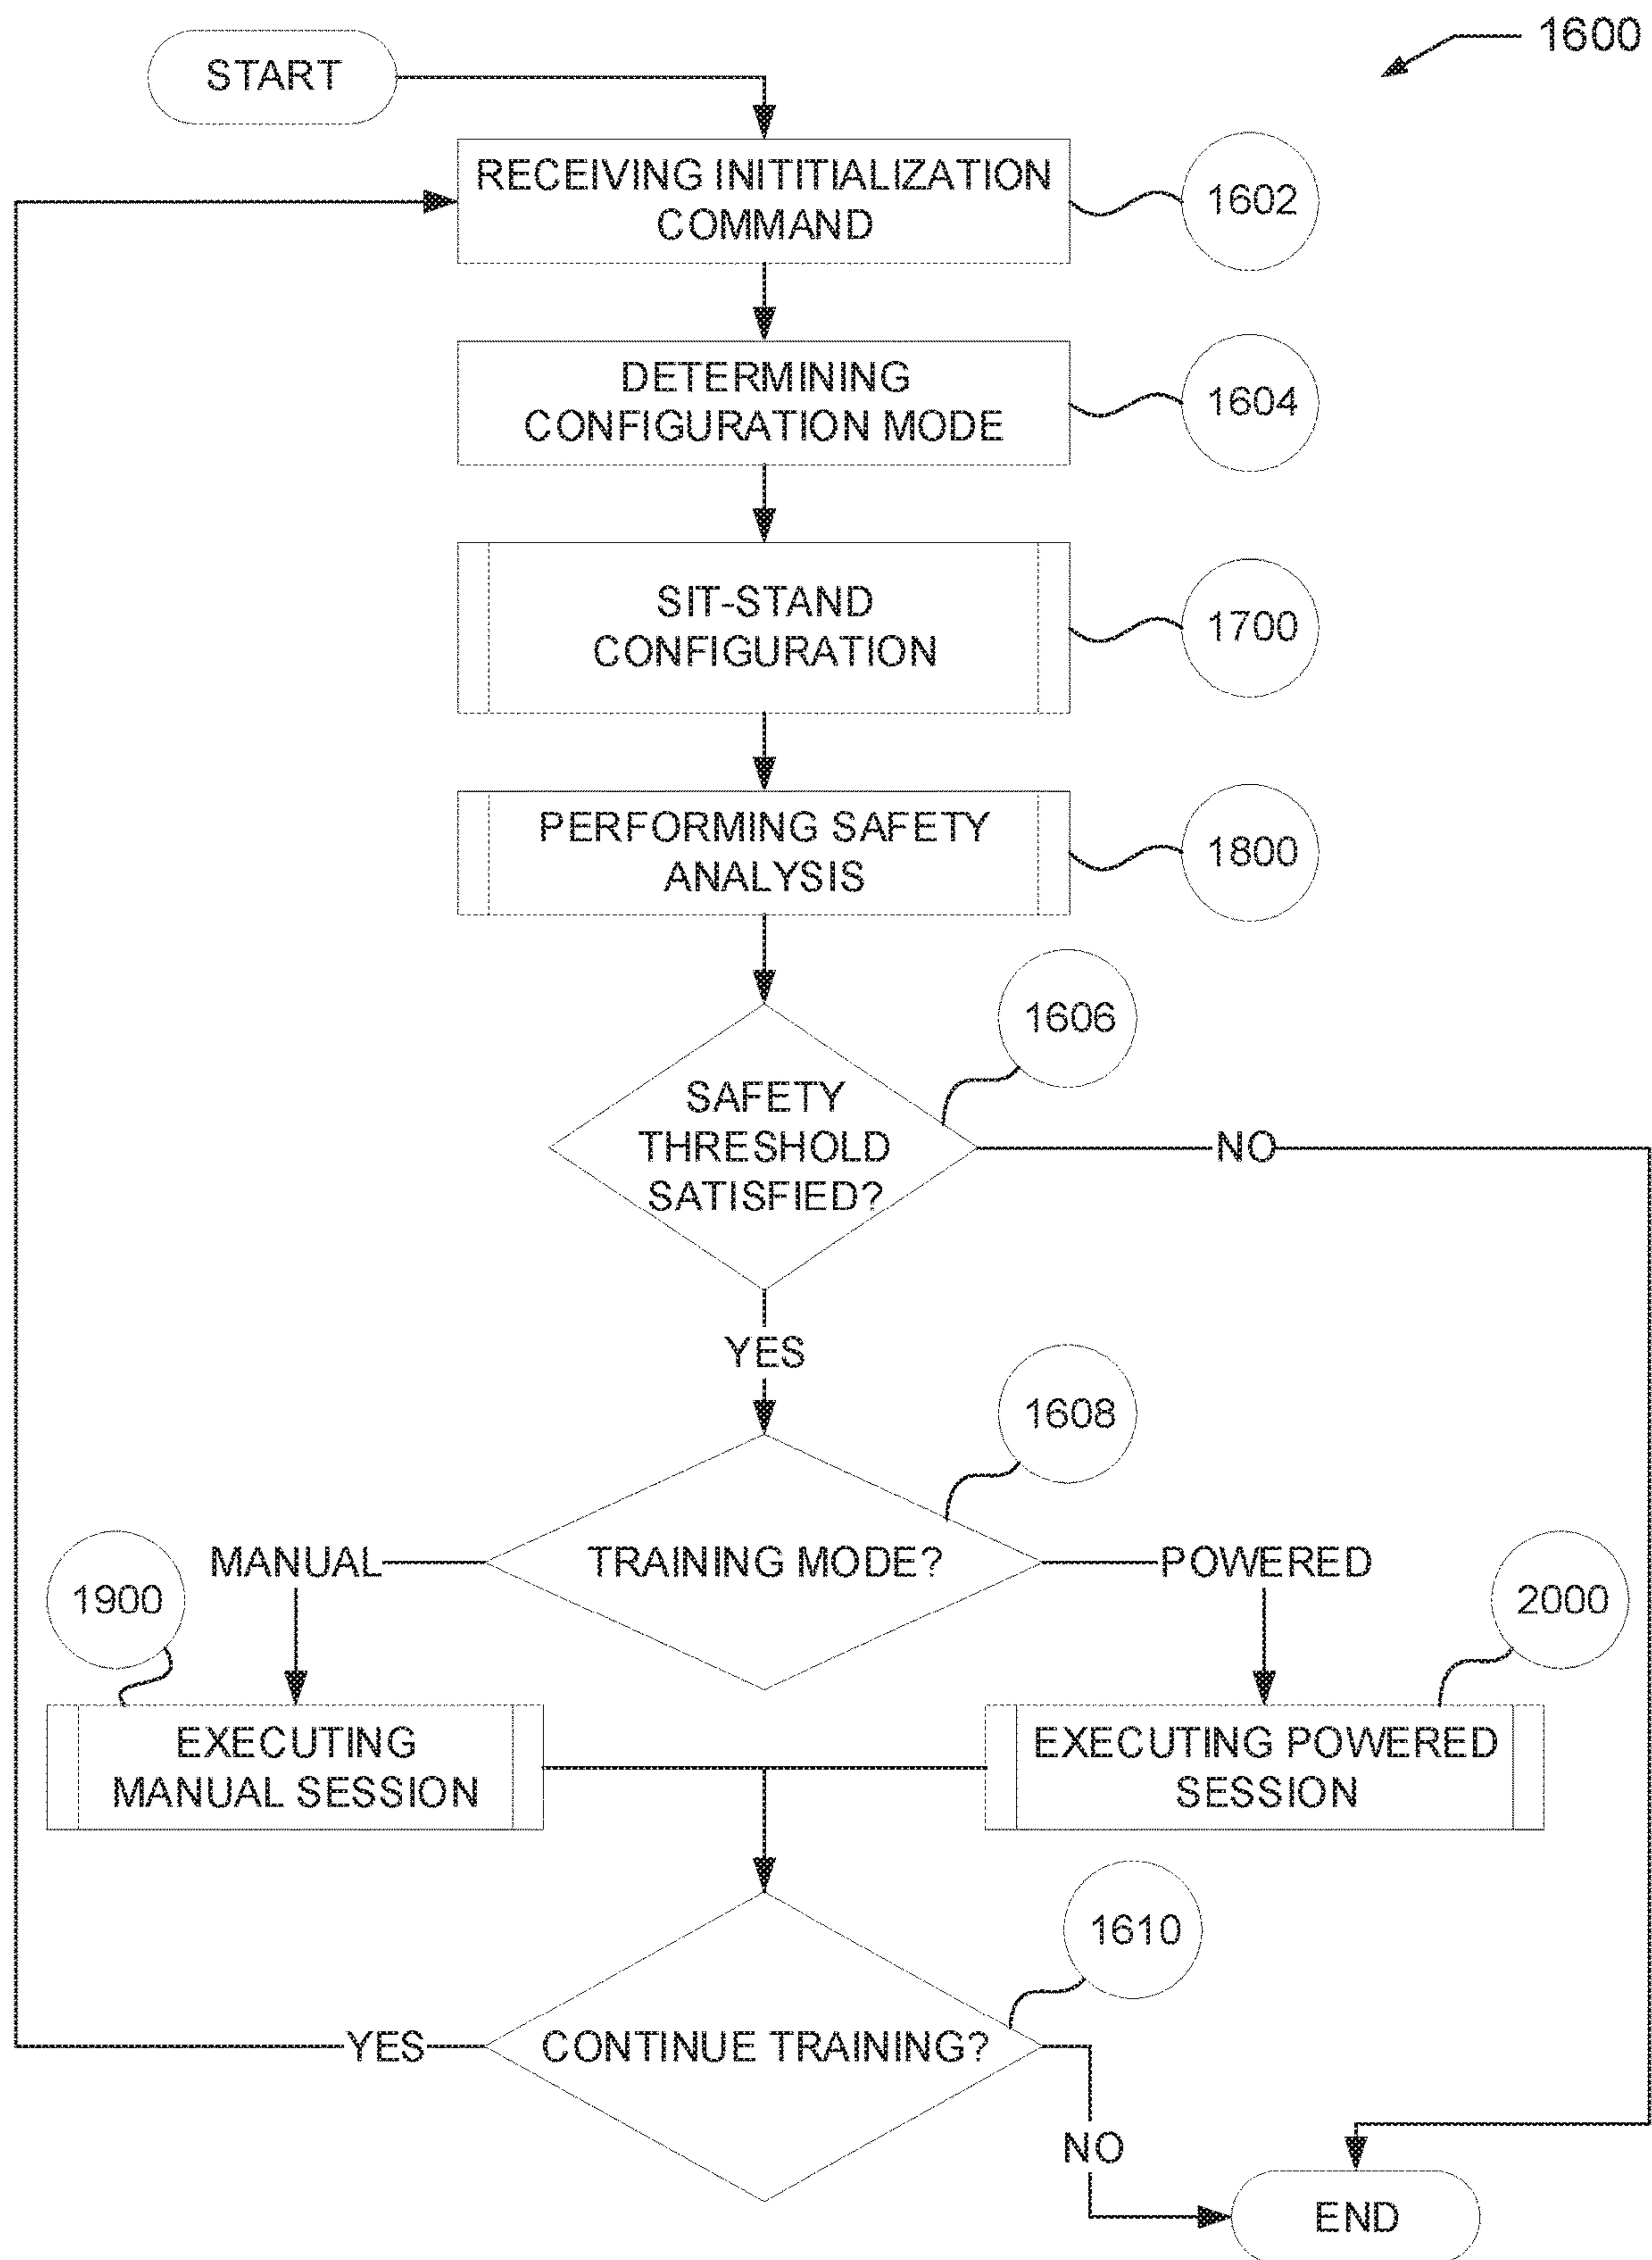 1600
START
RECEIVING INITITIALIZATION
COMMAND
1602
DETERMINING
CONFIGURATION MODE
1604
SIT-STAND
CONFIGURATION
1700
PERFORMING SAFETY
ANALYSIS
1800
1606
SAFETY
THRESHOLD
SATISFIED?
NO
YES
1608
MANUAL
TRAINING MODE?
POWERED
1900
2000
EXECUTING
MANUAL SESSION
EXECUTING POWERED
SESSION
1610
YES
CONTINUE TRAINING?
NO
END